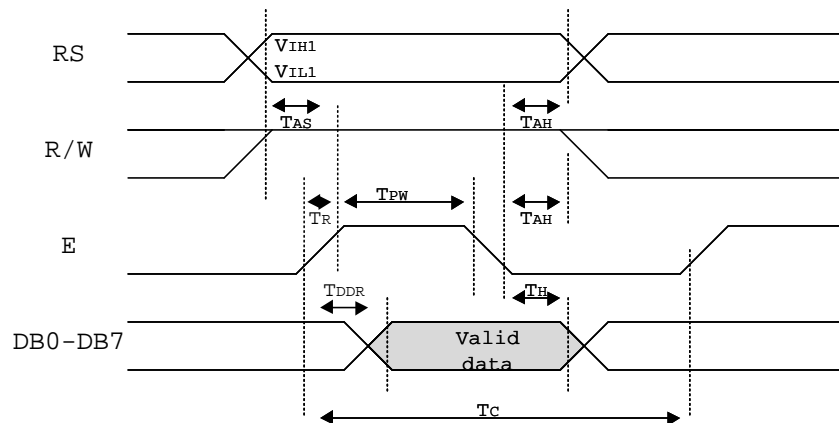 RS
VIH1
VIL1
TAS
TAH
R/W
TPW
TR
TAH
E
TDDR
TH
DB0-DB7
Valid
data
TC